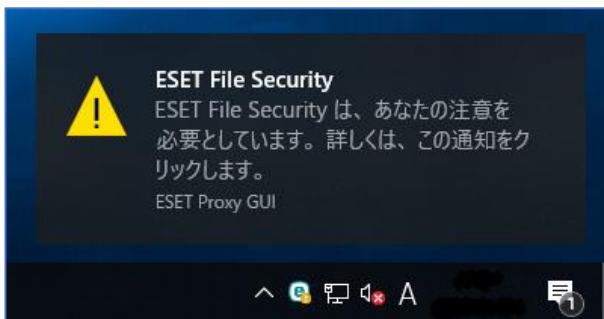 ESET File Security
ESET File Security は、あなたの注意を
必要としています。詳しくは、この通知をク
リックします。
ESET Proxy GUI
A
1